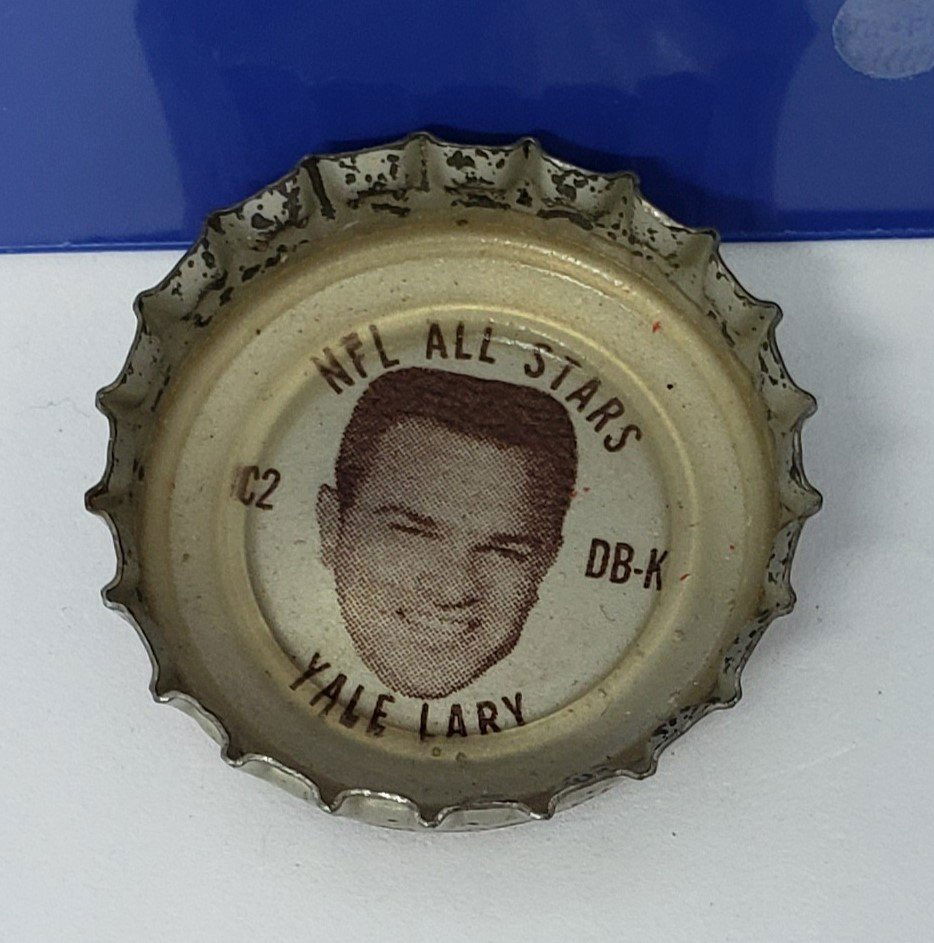 NFL ALL STARS
C2
DB-K
YALE LARY